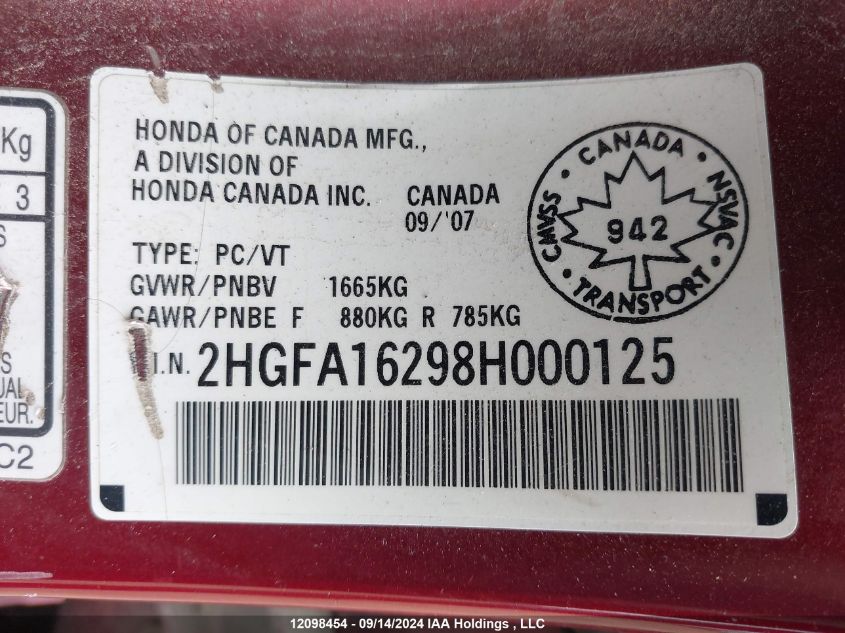 Kg
3
S
S
UAL
EUR.
C2
HONDA OF CANADA MFG.,
A DIVISION OF
HONDA CANADA INC. CANADA
09/'07
TYPE: PC/VT
GVWR/PNBV 1665KG
GAWR/PNBE F 880KG R 785KG
V.I.N. 2HGFA16298H000125
CANADA • NSVAC • TRANSPORT • CMVSS •
942
12098454 - 09/14/2024 IAA Holdings, LLC